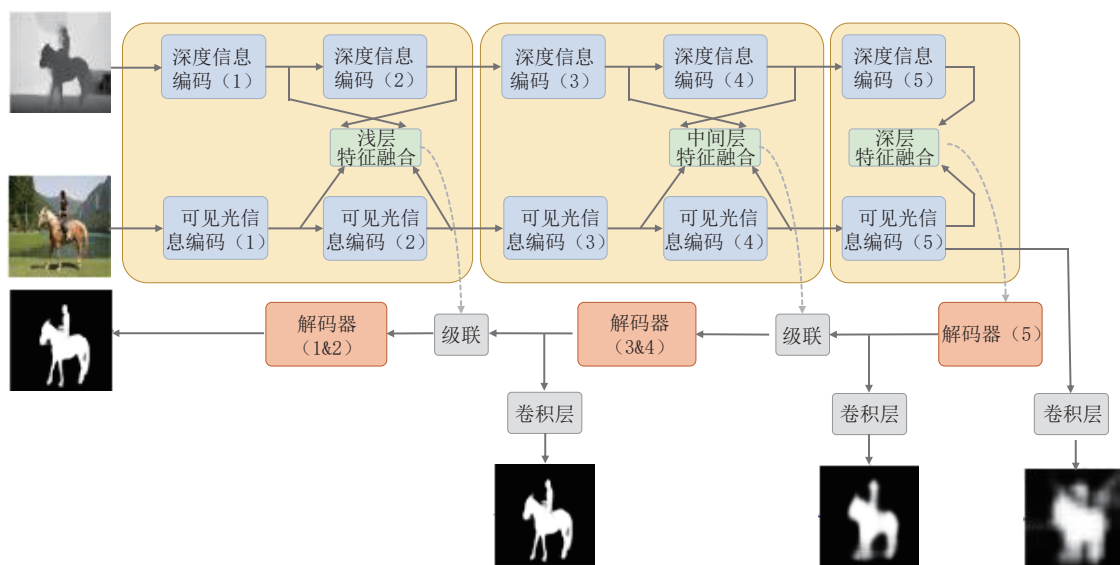 深度信息
编码（1）
深度信息
编码（2）
深度信息
编码（3）
深度信息
编码（4）
深度信息
编码（5）
浅层
特征融合
中间层
特征融合
深层
特征融合
可见光信
息编码（1）
可见光信
息编码（2）
可见光信
息编码（3）
可见光信
息编码（4）
可见光信
息编码（5）
解码器
（1&2）
级联
解码器
（3&4）
级联
解码器（5）
卷积层
卷积层
卷积层